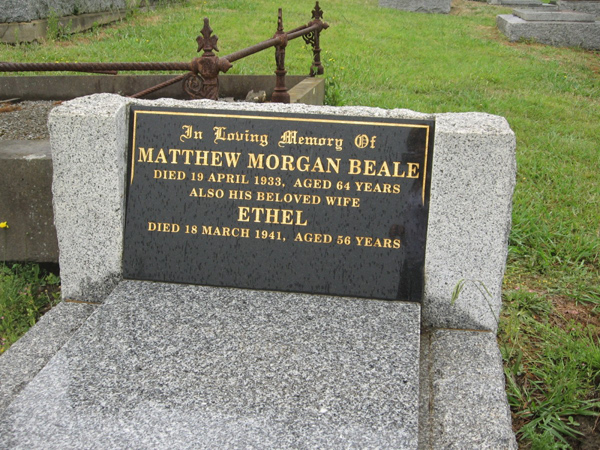 In Loving Memory Of
MATTHEW MORGAN BEALE
DIED 19 APRIL 1933, AGED 64 YEARS
ALSO HIS BELOVED WIFE
ETHEL
DIED 18 MARCH 1941, AGED 56 YEARS